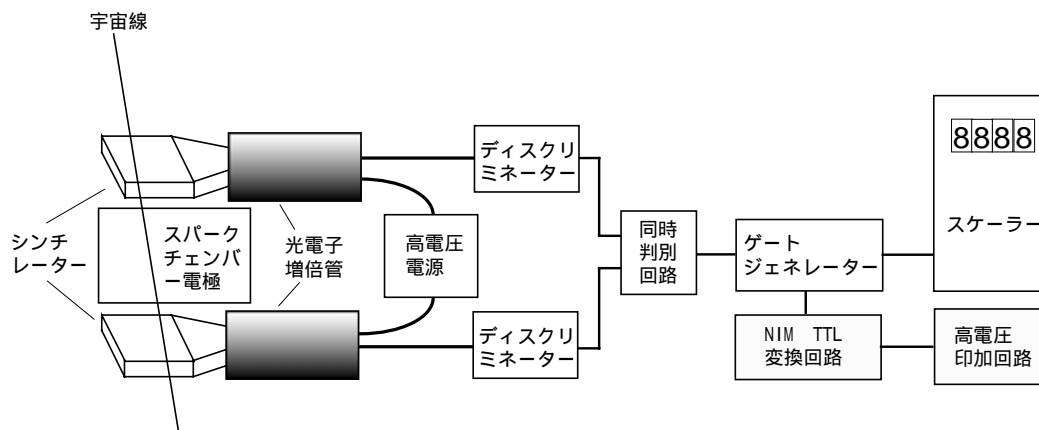 宇宙線
ディスクリ
ミネーター
8888
シンチ
レーター
スパーク
チェンバ
ー電極
光電子
増倍管
高電圧
電源
同時
判別
回路
ゲート
ジェネレーター
スケーラー
ディスクリ
ミネーター
NIM TTL
変換回路
高電圧
印加回路